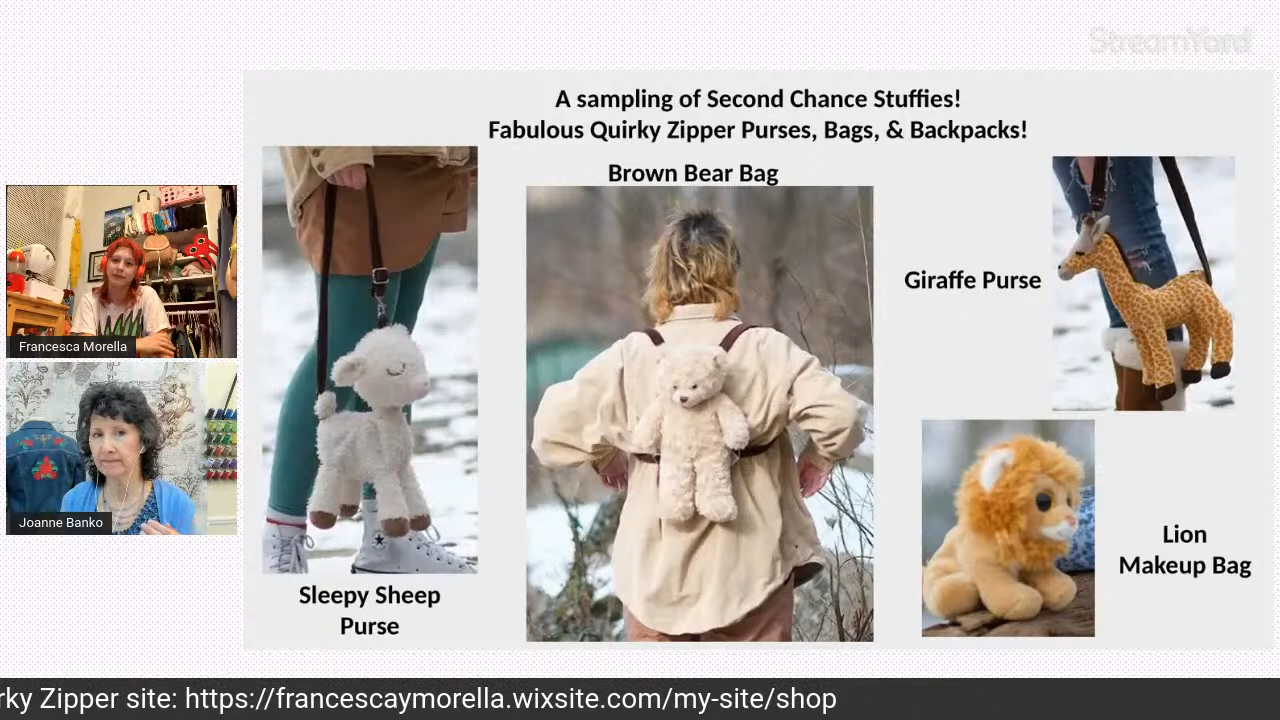 StreamYard
A sampling of Second Chance Stuffies!
Fabulous Quirky Zipper Purses, Bags, & Backpacks!
Brown Bear Bag
Giraffe Purse
Francesca Morella
Joanne Banko
Lion
Makeup Bag
Sleepy Sheep
Purse
rky Zipper site: https://francescaymorella.wixsite.com/my-site/shop